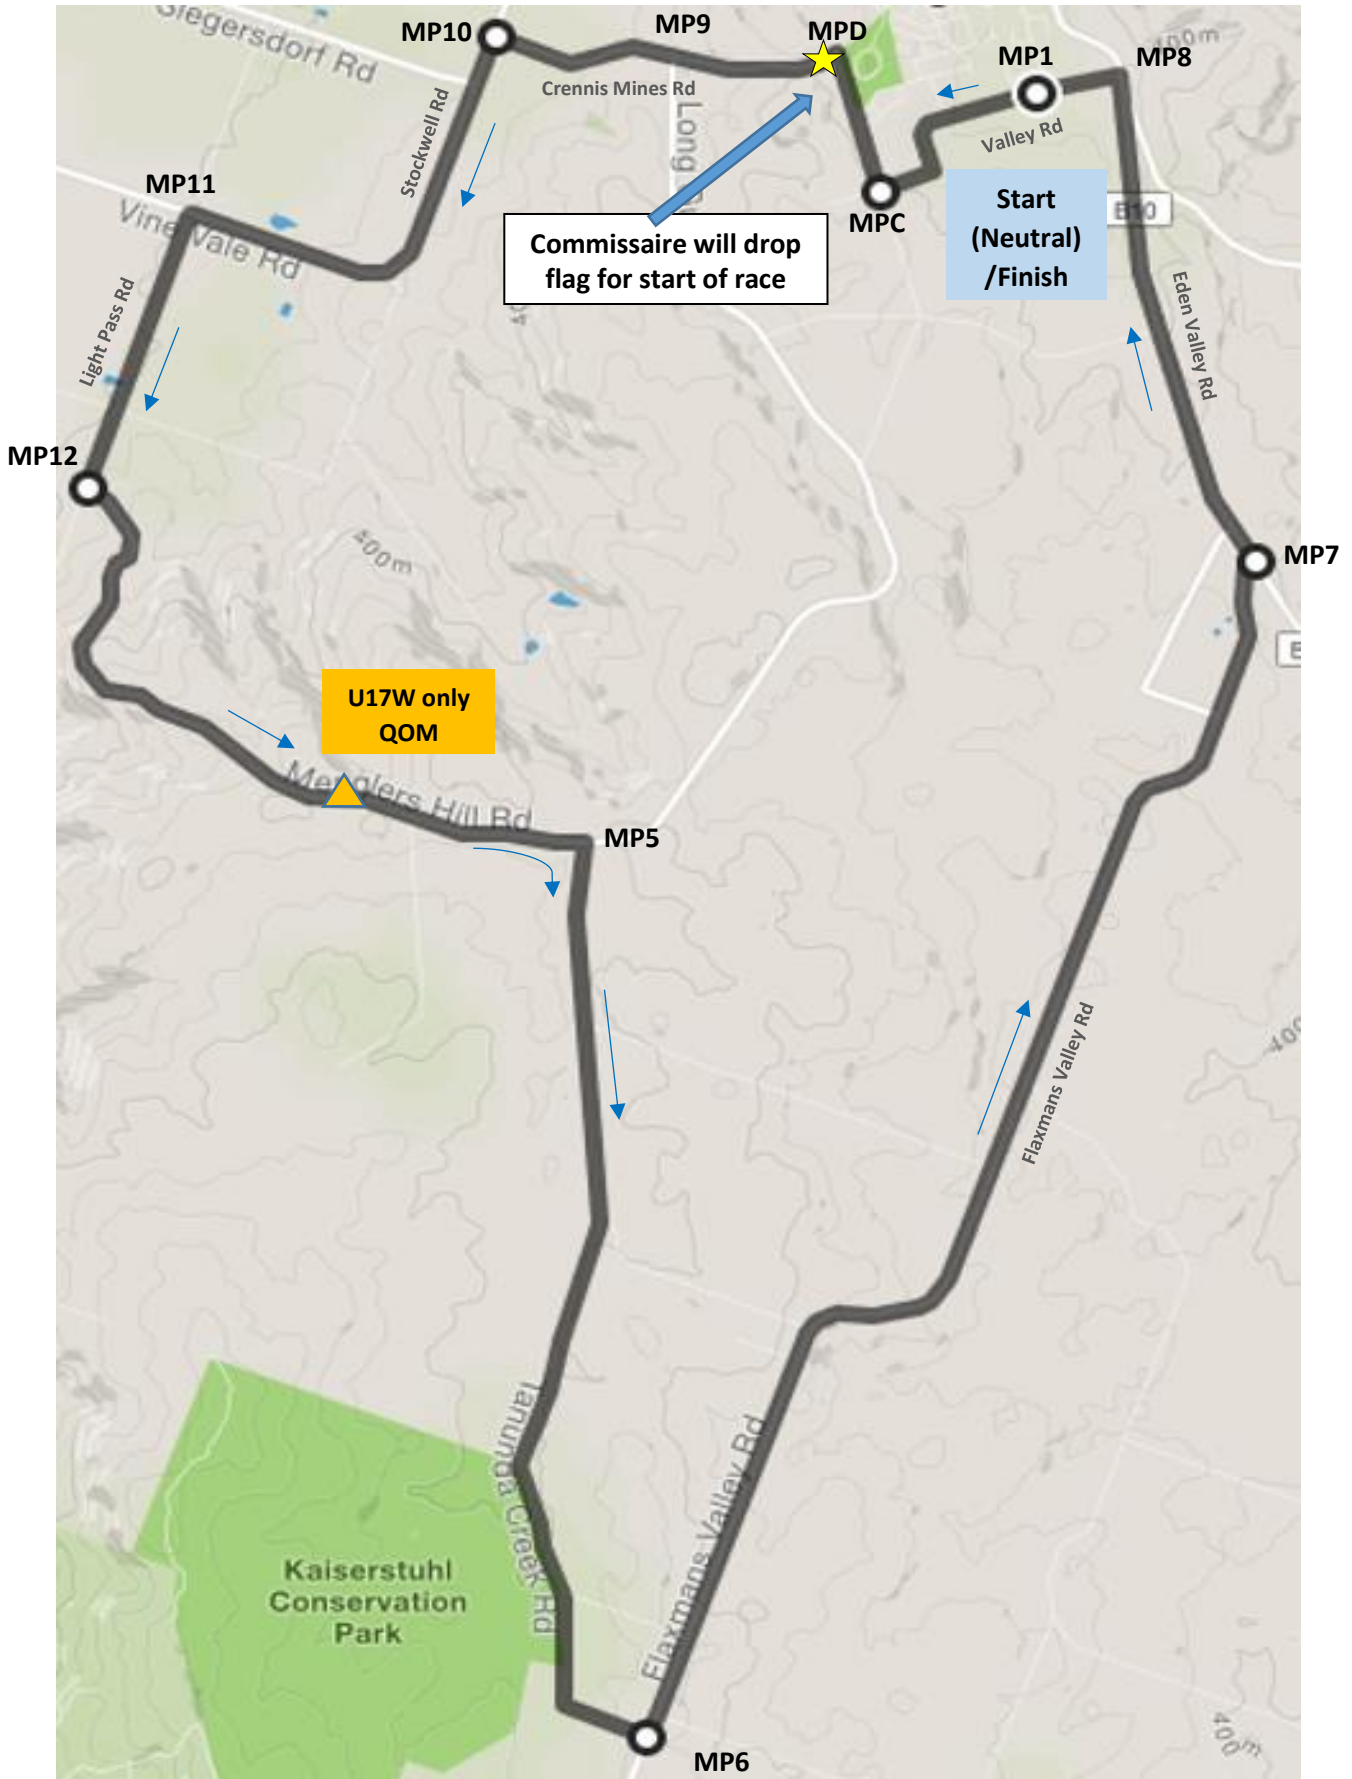 Siegersdorf Rd
MP10
MP9
MPD
MP1
MP8
400m
Crennis Mines Rd
Stockwell Rd
Valley Rd
MP11
Vine Vale Rd
MPC
Start
(Neutral)
/Finish
B10
Commissaire will drop
flag for start of race
Light Pass Rd
Eden Valley Rd
MP12
400m
MP7
U17W only
QOM
Menglers Hill Rd
MP5
Flaxmans Valley Rd
400
Tanunda Creek Rd
Flaxmans Valley Rd
Kaiserstuhl
Conservation
Park
400m
MP6